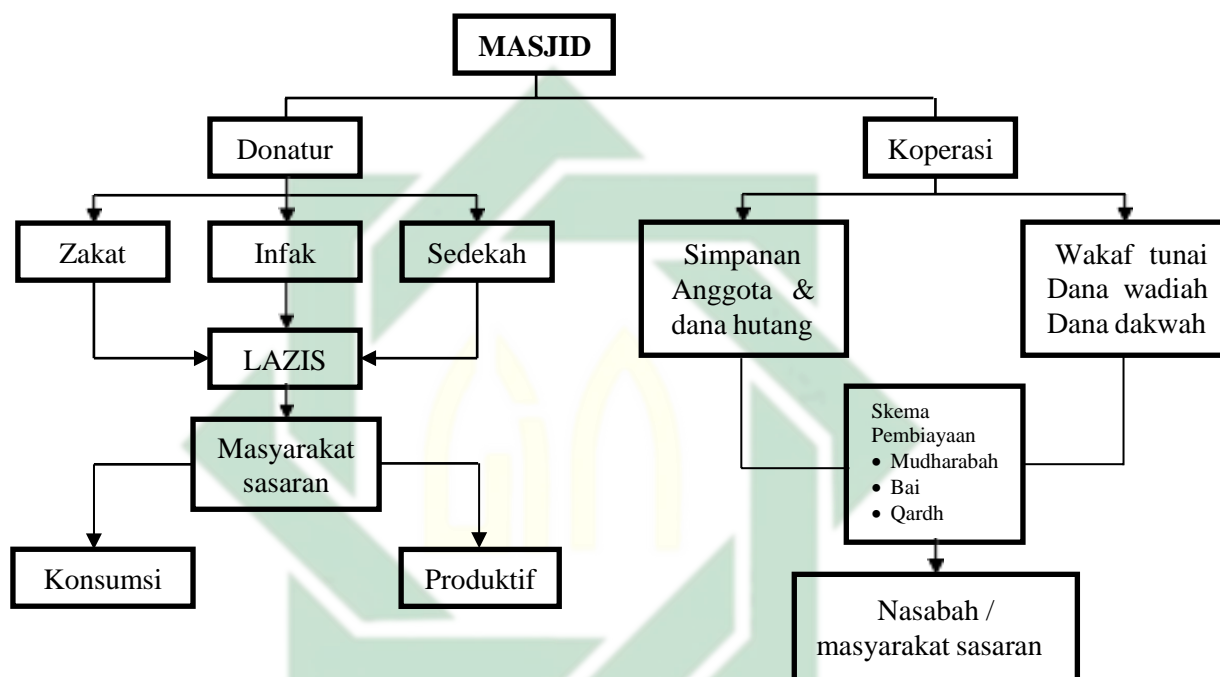 MASJID
Donatur
Koperasi
Zakat
Infak
Sedekah
Simpanan
Anggota &
dana hutang
Wakaf tunai
Dana wadiah
Dana dakwah
LAZIS
Masyarakat
sasaran
Skema
Pembiayaan
• Mudharabah
• Bai
• Qardh
Konsumsi
Produktif
Nasabah /
masyarakat sasaran